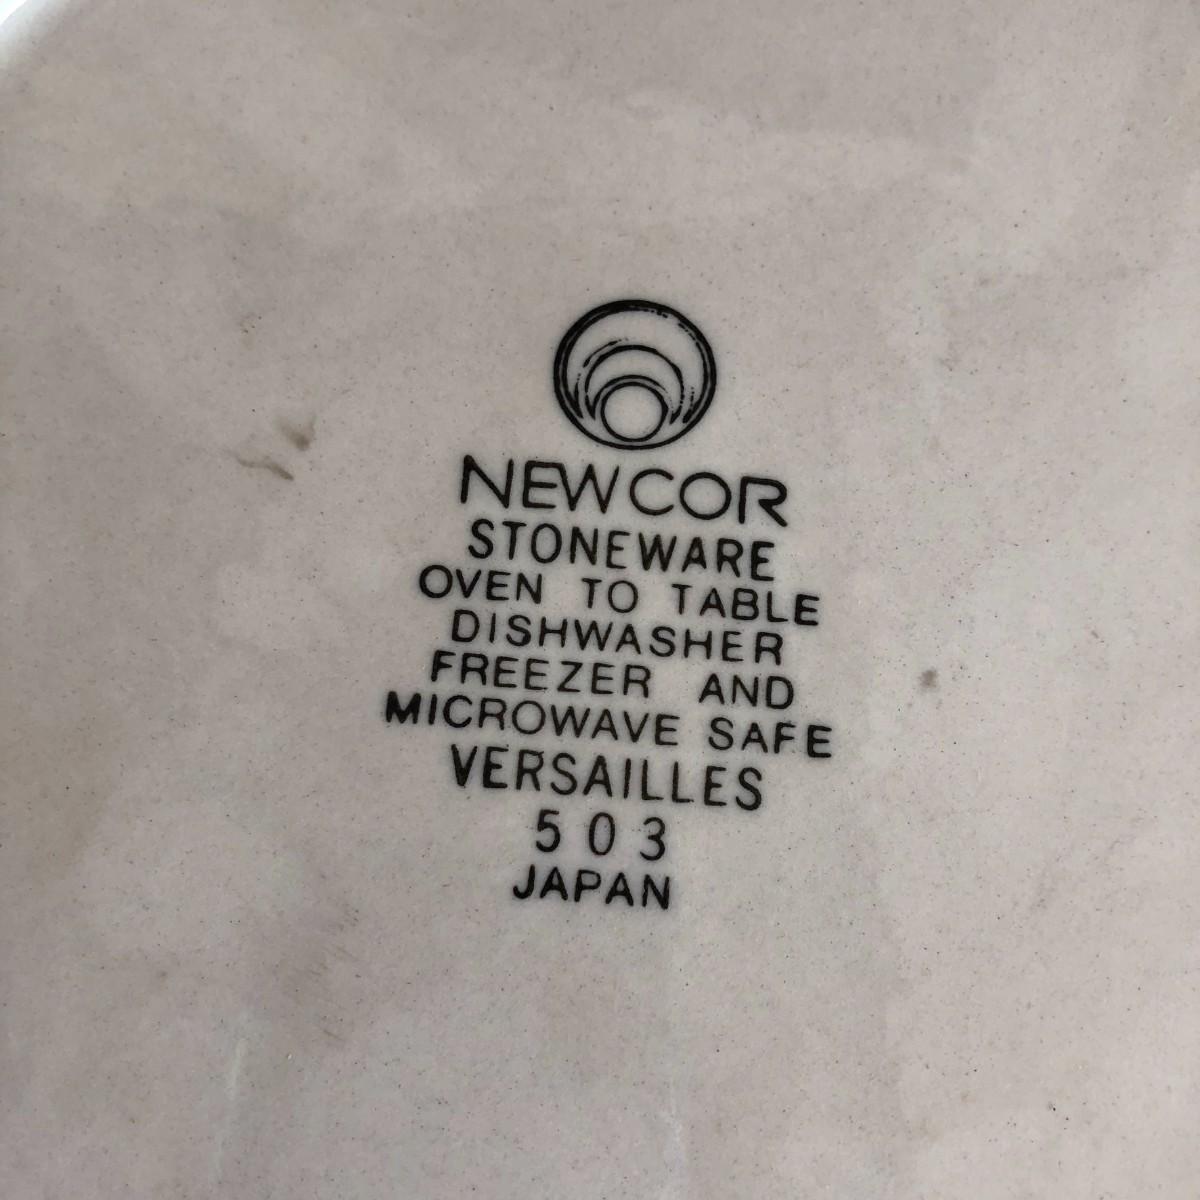 NEWCOR
STONEWARE
OVEN TO TABLE
DISHWASHER
FREEZER AND
MICROWAVE SAFE
VERSAILLES
503
JAPAN